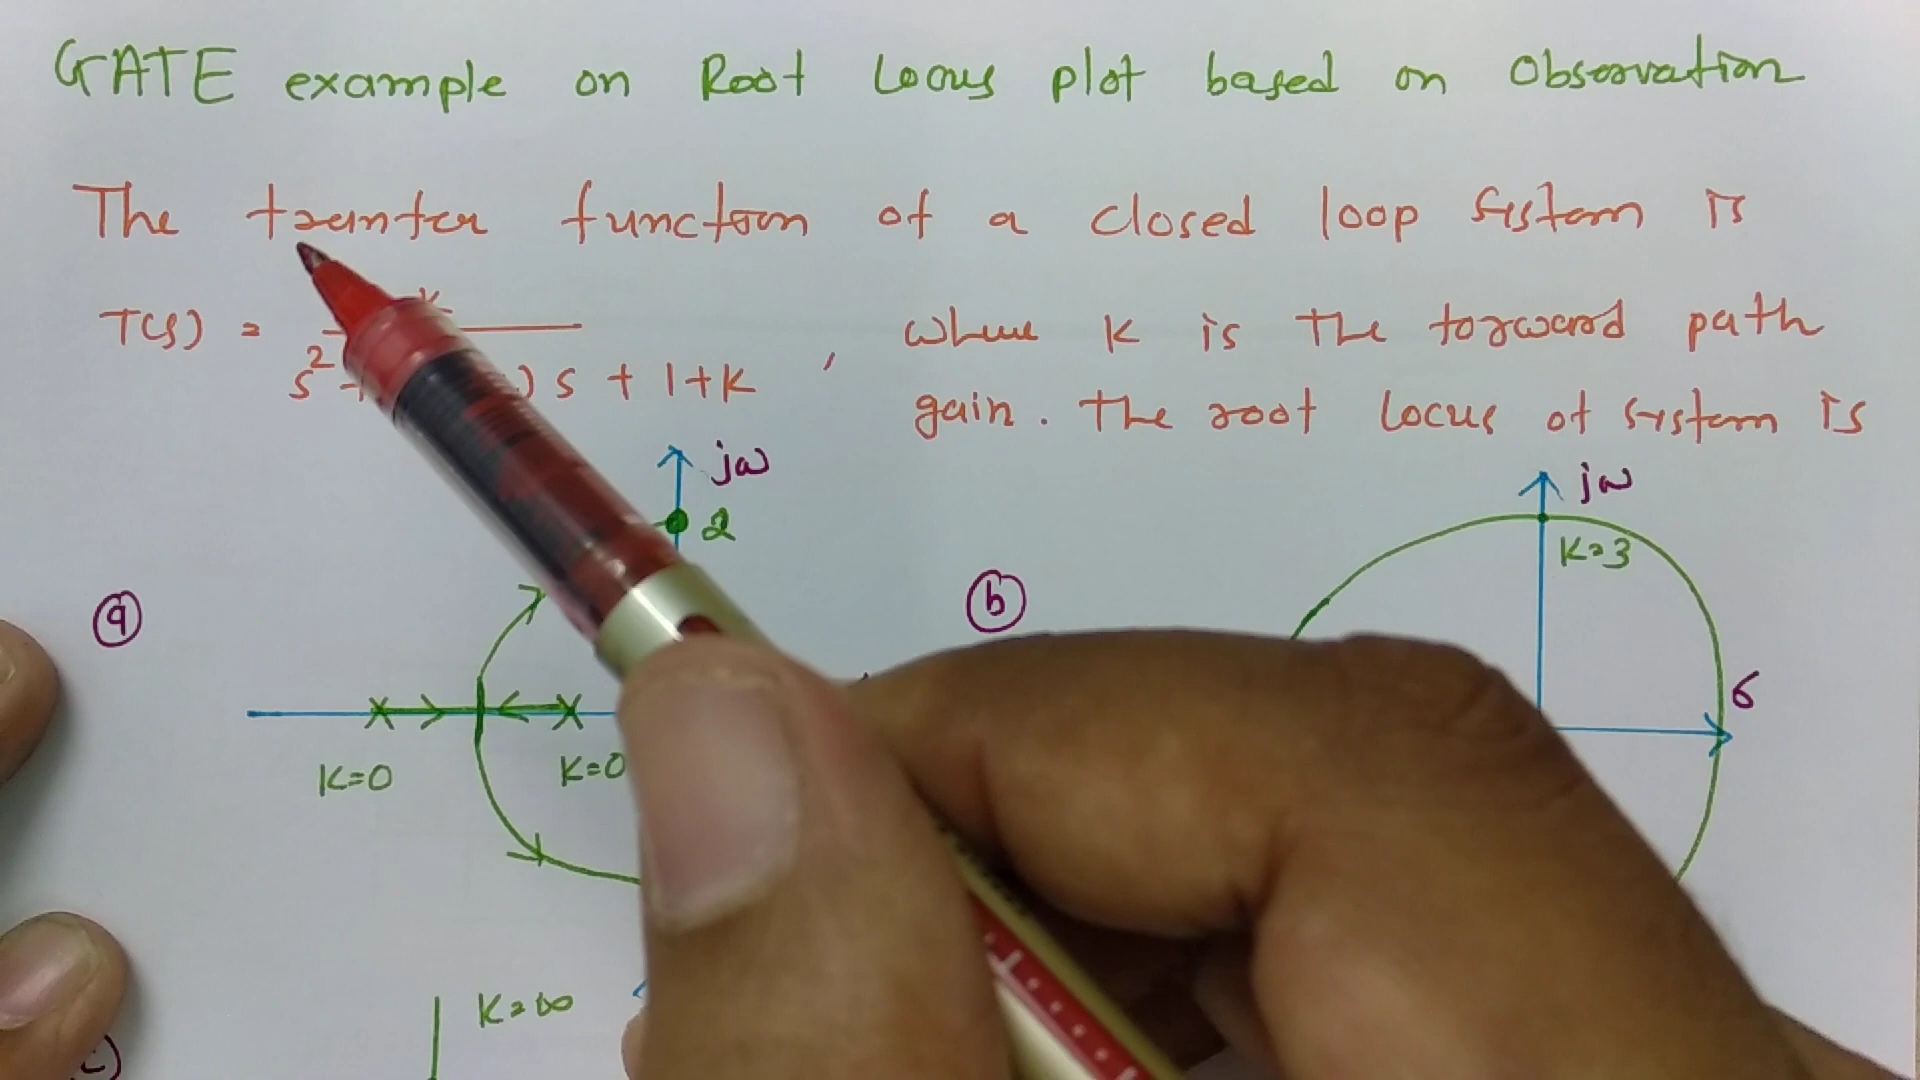 GATE example on Root Locus plot based on Observation
The transfer function of a closed loop system is
T(s) = K
s² + ) s + 1+K , where K is the forward path
gain. The root locus of system is
jω
jω
2
K=3
a
b
σ
K=0
K=0
K=∞
c